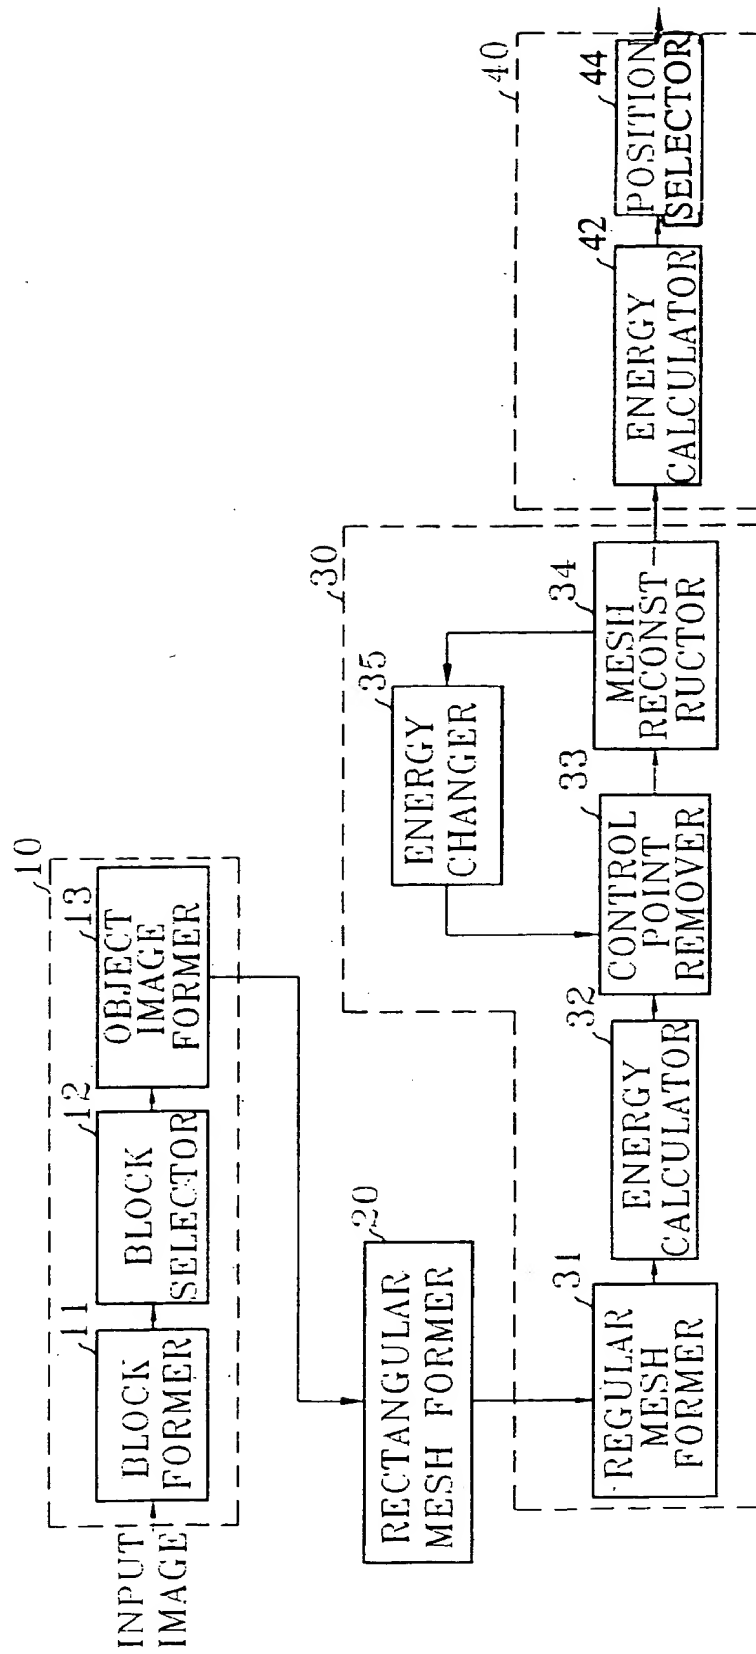 10
INPUT
IMAGE
11
BLOCK
FORMER
12
BLOCK
SELECTOR
13
OBJECT
IMAGE
FORMER
20
RECTANGULAR
MESH FORMER
30
31
REGULAR
MESH
FORMER
32
ENERGY
CALCULATOR
33
CONTROL
POINT
REMOVER
34
MESH
RECONST
RUCTOR
35
ENERGY
CHANGER
40
42
ENERGY
CALCULATOR
44
POSITION
SELECTOR